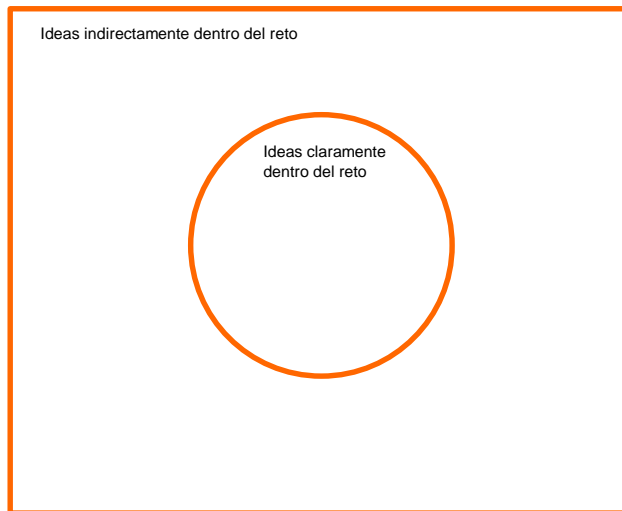 Ideas indirectamente dentro del reto
Ideas claramente
dentro del reto